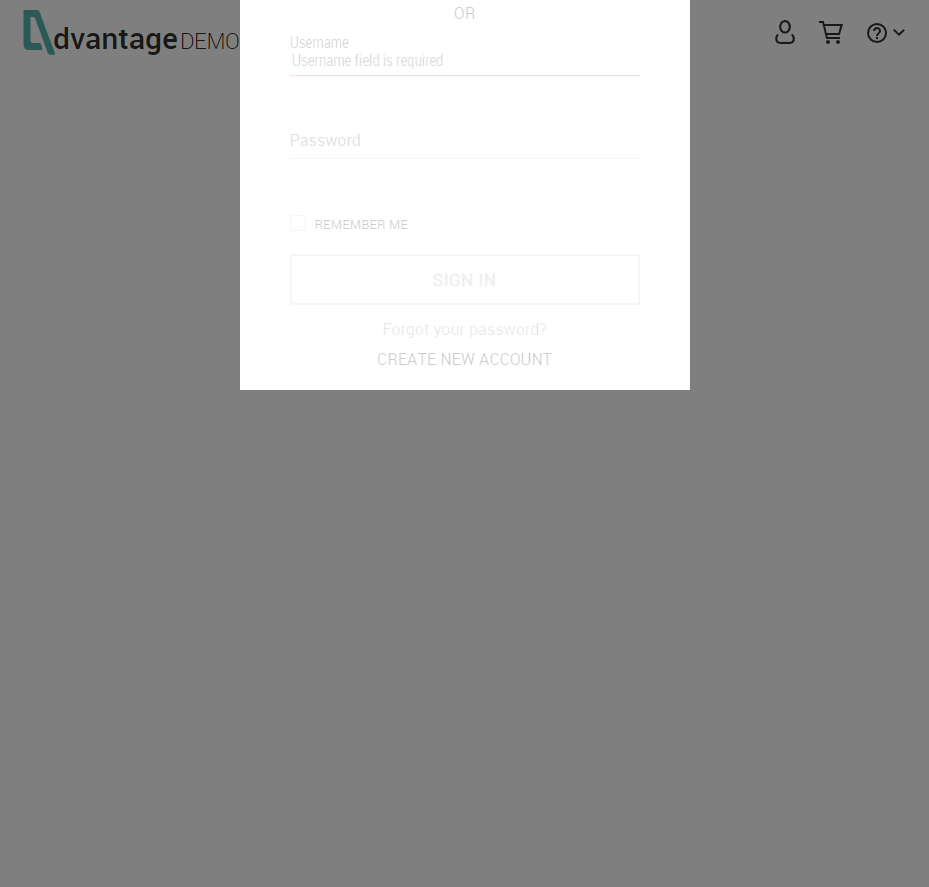 dvantage DEMO
OR
Username
Username field is required
Password
REMEMBER ME
SIGN IN
Forgot your password?
CREATE NEW ACCOUNT